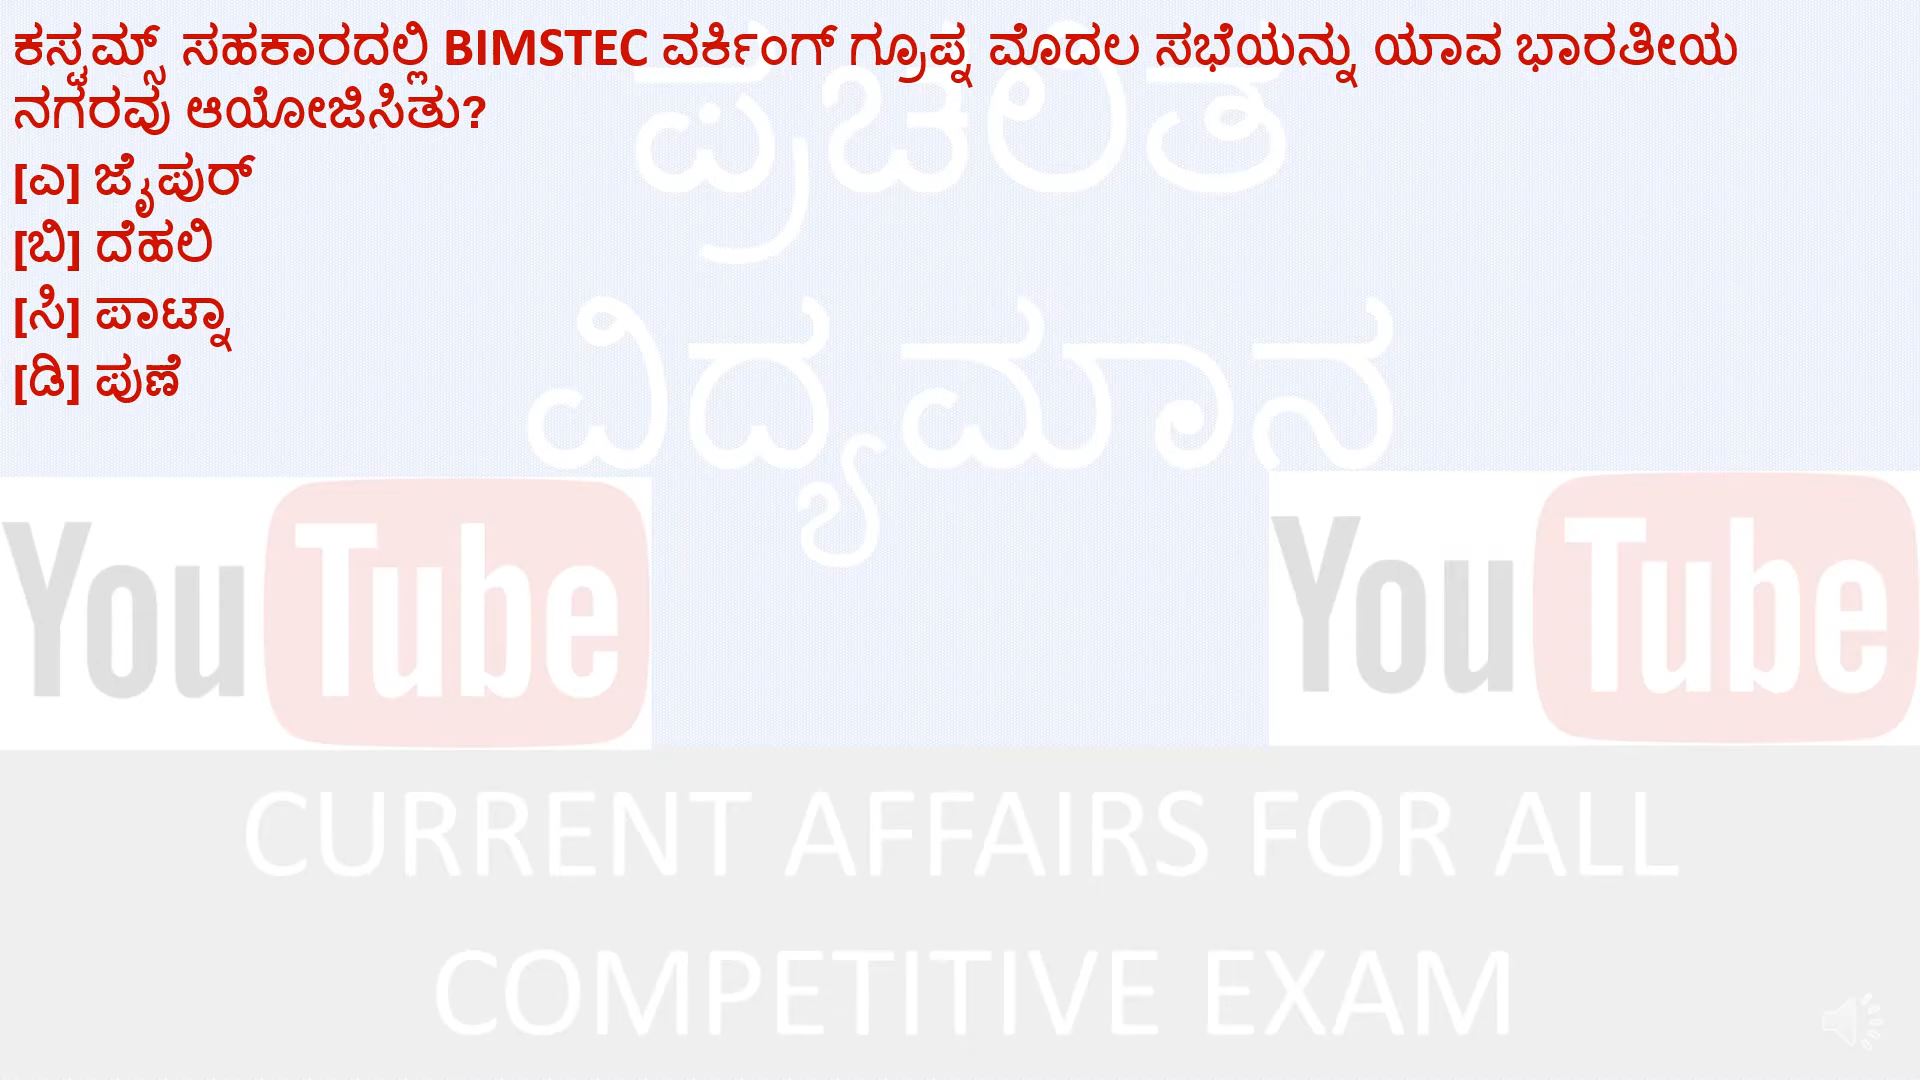 ಕಸ್ಟಮ್ಸ್ ಸಹಕಾರದಲ್ಲಿ BIMSTEC ವರ್ಕಿಂಗ್ ಗ್ರೂಪ್ನ ಮೊದಲ ಸಭೆಯನ್ನು ಯಾವ ಭಾರತೀಯ
ನಗರವು ಆಯೋಜಿಸಿತು?
[ಎ] ಜೈಪುರ್
[ಬಿ] ದೆಹಲಿ
[ಸಿ] ಪಾಟ್ನಾ
[ಡಿ] ಪುಣೆ
ಪ್ರಚಲಿತ
ವಿದ್ಯಮಾನ
YouTube
YouTube
CURRENT AFFAIRS FOR ALL
COMPETITIVE EXAM